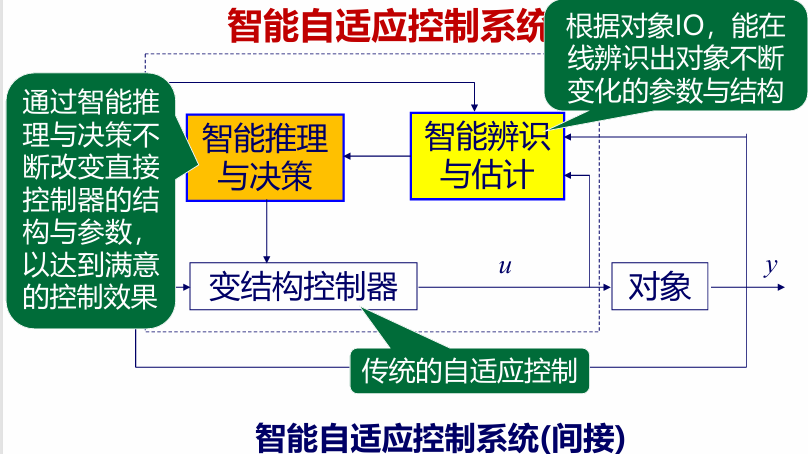 智能自适应控制系统
根据对象IO，能在
线辨识出对象不断
变化的参数与结构
通过智能推
理与决策不
断改变直接
控制器的结
构与参数，
以达到满意
的控制效果
智能推理
与决策
智能辨识
与估计
变结构控制器
u
对象
y
传统的自适应控制
智能自适应控制系统(间接)